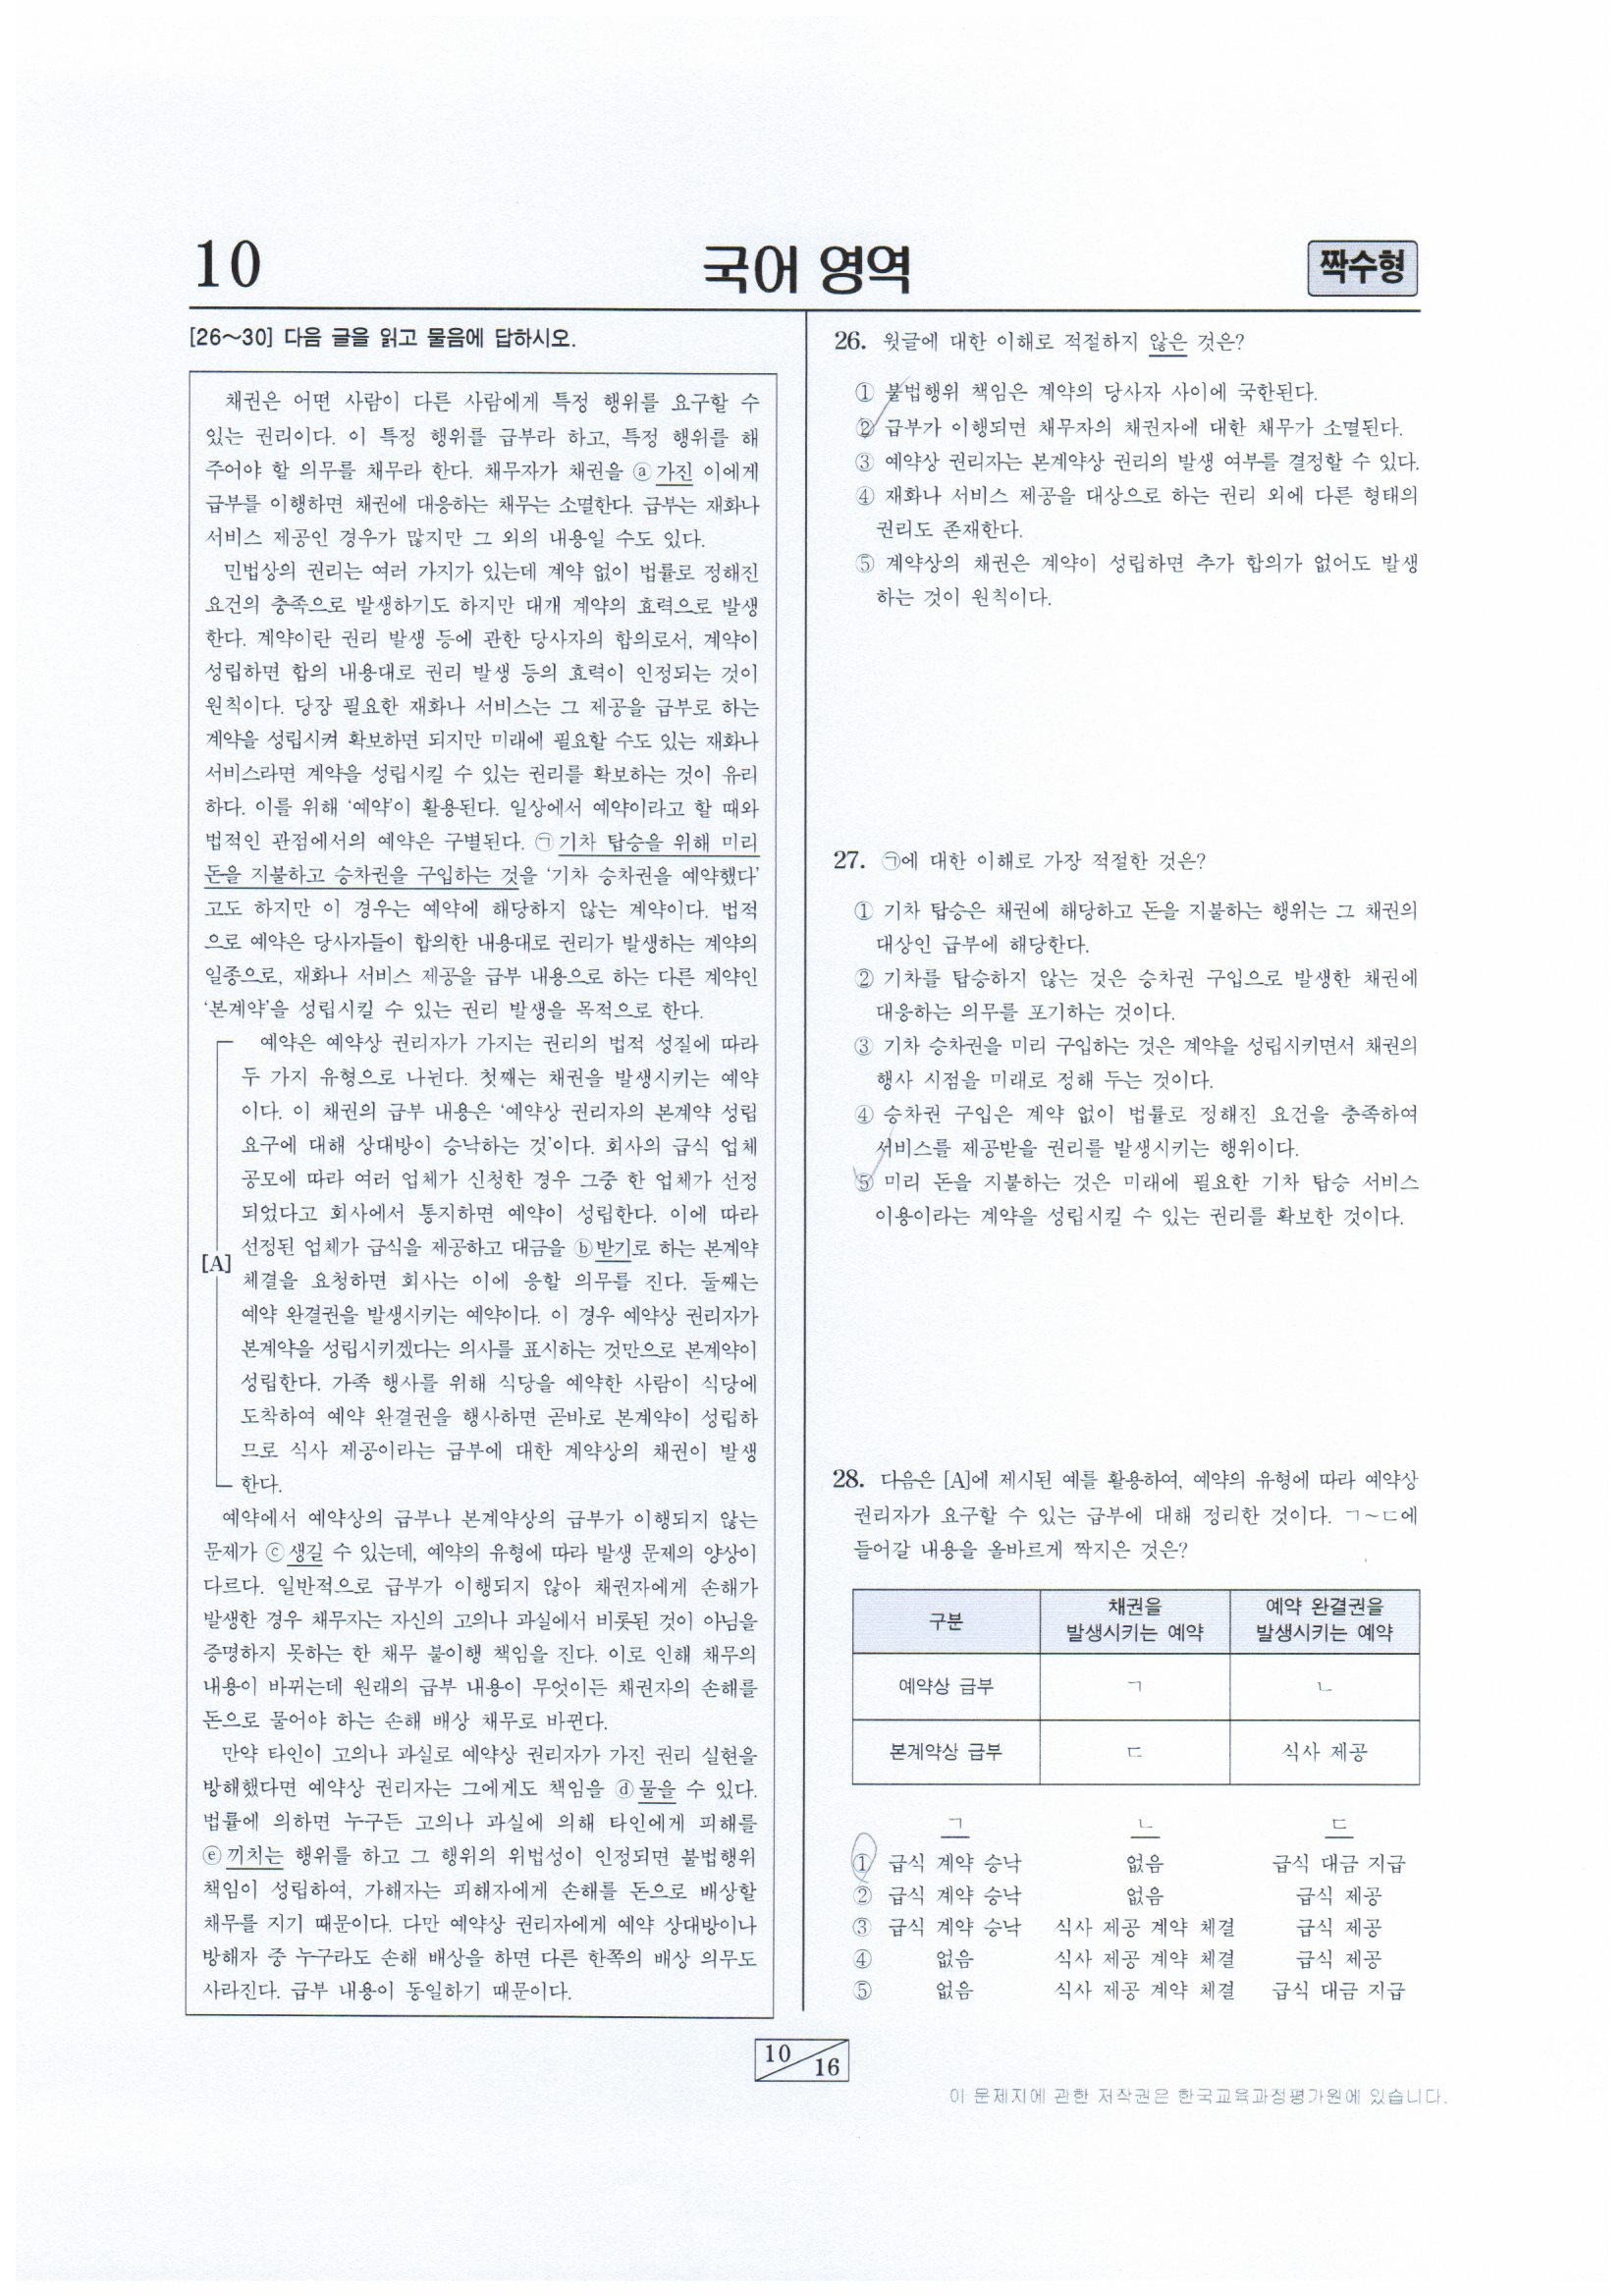 10
국어 영역
짝수형
[26~30] 다음 글을 읽고 물음에 답하시오.
채권은 어떤 사람이 다른 사람에게 특정 행위를 요구할 수
있는 권리이다. 이 특정 행위를 급부라 하고, 특정 행위를 해
주어야 할 의무를 채무라 한다. 채무자가 채권을 ⓐ가진 이에게
급부를 이행하면 채권에 대응하는 채무는 소멸한다. 급부는 재화나
서비스 제공인 경우가 많지만 그 외의 내용일 수도 있다.
민법상의 권리는 여러 가지가 있는데 계약 없이 법률로 정해진
요건의 충족으로 발생하기도 하지만 대개 계약의 효력으로 발생
한다. 계약이란 권리 발생 등에 관한 당사자의 합의로서, 계약이
성립하면 합의 내용대로 권리 발생 등의 효력이 인정되는 것이
원칙이다. 당장 필요한 재화나 서비스는 그 제공을 급부로 하는
계약을 성립시켜 확보하면 되지만 미래에 필요할 수도 있는 재화나
서비스라면 계약을 성립시킬 수 있는 권리를 확보하는 것이 유리
하다. 이를 위해 '예약'이 활용된다. 일상에서 예약이라고 할 때와
법적인 관점에서의 예약은 구별된다. ㉠기차 탑승을 위해 미리
돈을 지불하고 승차권을 구입하는 것을 '기차 승차권을 예약했다'
고도 하지만 이 경우는 예약에 해당하지 않는 계약이다. 법적
으로 예약은 당사자들이 합의한 내용대로 권리가 발생하는 계약의
일종으로, 재화나 서비스 제공을 급부 내용으로 하는 다른 계약인
'본계약'을 성립시킬 수 있는 권리 발생을 목적으로 한다.
예약은 예약상 권리자가 가지는 권리의 법적 성질에 따라
두 가지 유형으로 나뉜다. 첫째는 채권을 발생시키는 예약
이다. 이 채권의 급부 내용은 '예약상 권리자의 본계약 성립
요구에 대해 상대방이 승낙하는 것'이다. 회사의 급식 업체
공모에 따라 여러 업체가 신청한 경우 그중 한 업체가 선정
되었다고 회사에서 통지하면 예약이 성립한다. 이에 따라
선정된 업체가 급식을 제공하고 대금을 ⓑ받기로 하는 본계약
[A]
체결을 요청하면 회사는 이에 응할 의무를 진다. 둘째는
예약 완결권을 발생시키는 예약이다. 이 경우 예약상 권리자가
본계약을 성립시키겠다는 의사를 표시하는 것만으로 본계약이
성립한다. 가족 행사를 위해 식당을 예약한 사람이 식당에
도착하여 예약 완결권을 행사하면 곧바로 본계약이 성립하
므로 식사 제공이라는 급부에 대한 계약상의 채권이 발생
한다.
예약에서 예약상의 급부나 본계약상의 급부가 이행되지 않는
문제가 ⓒ생길 수 있는데, 예약의 유형에 따라 발생 문제의 양상이
다르다. 일반적으로 급부가 이행되지 않아 채권자에게 손해가
발생한 경우 채무자는 자신의 고의나 과실에서 비롯된 것이 아님을
증명하지 못하는 한 채무 불이행 책임을 진다. 이로 인해 채무의
내용이 바뀌는데 원래의 급부 내용이 무엇이든 채권자의 손해를
돈으로 물어야 하는 손해 배상 채무로 바뀐다.
만약 타인이 고의나 과실로 예약상 권리자가 가진 권리 실현을
방해했다면 예약상 권리자는 그에게도 책임을 ⓓ물을 수 있다.
법률에 의하면 누구든 고의나 과실에 의해 타인에게 피해를
ⓔ끼치는 행위를 하고 그 행위의 위법성이 인정되면 불법행위
책임이 성립하여, 가해자는 피해자에게 손해를 돈으로 배상할
채무를 지기 때문이다. 다만 예약상 권리자에게 예약 상대방이나
방해자 중 누구라도 손해 배상을 하면 다른 한쪽의 배상 의무도
사라진다. 급부 내용이 동일하기 때문이다.
26. 윗글에 대한 이해로 적절하지 않은 것은?
① 불법행위 책임은 계약의 당사자 사이에 국한된다.
② 급부가 이행되면 채무자의 채권자에 대한 채무가 소멸된다.
③ 예약상 권리자는 본계약상 권리의 발생 여부를 결정할 수 있다.
④ 재화나 서비스 제공을 대상으로 하는 권리 외에 다른 형태의
권리도 존재한다.
⑤ 계약상의 채권은 계약이 성립하면 추가 합의가 없어도 발생
하는 것이 원칙이다.
27. ㉠에 대한 이해로 가장 적절한 것은?
① 기차 탑승은 채권에 해당하고 돈을 지불하는 행위는 그 채권의
대상인 급부에 해당한다.
② 기차를 탑승하지 않는 것은 승차권 구입으로 발생한 채권에
대응하는 의무를 포기하는 것이다.
③ 기차 승차권을 미리 구입하는 것은 계약을 성립시키면서 채권의
행사 시점을 미래로 정해 두는 것이다.
④ 승차권 구입은 계약 없이 법률로 정해진 요건을 충족하여
서비스를 제공받을 권리를 발생시키는 행위이다.
⑤ 미리 돈을 지불하는 것은 미래에 필요한 기차 탑승 서비스
이용이라는 계약을 성립시킬 수 있는 권리를 확보한 것이다.
28. 다음은 [A]에 제시된 예를 활용하여, 예약의 유형에 따라 예약상
권리자가 요구할 수 있는 급부에 대해 정리한 것이다. ㄱ~ㄷ에
들어갈 내용을 올바르게 짝지은 것은?
구분 채권을 발생시키는 예약 예약 완결권을 발생시키는 예약
예약상 급부 ㄱ ㄴ
본계약상 급부 ㄷ 식사 제공
ㄱ ㄴ ㄷ
① 급식 계약 승낙 없음 급식 대금 지급
② 급식 계약 승낙 없음 급식 제공
③ 급식 계약 승낙 식사 제공 계약 체결 급식 제공
④ 없음 식사 제공 계약 체결 급식 제공
⑤ 없음 식사 제공 계약 체결 급식 대금 지급
10 16
이 문제지에 관한 저작권은 한국교육과정평가원에 있습니다.